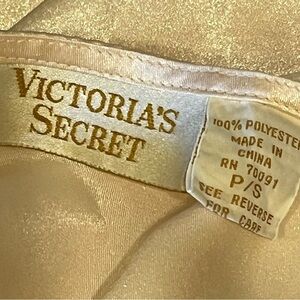 VICTORIA'S
SECRET
100% POLYESTER
MADE IN
CHINA
RN 70091
P/S
SEE REVERSE
FOR CARE